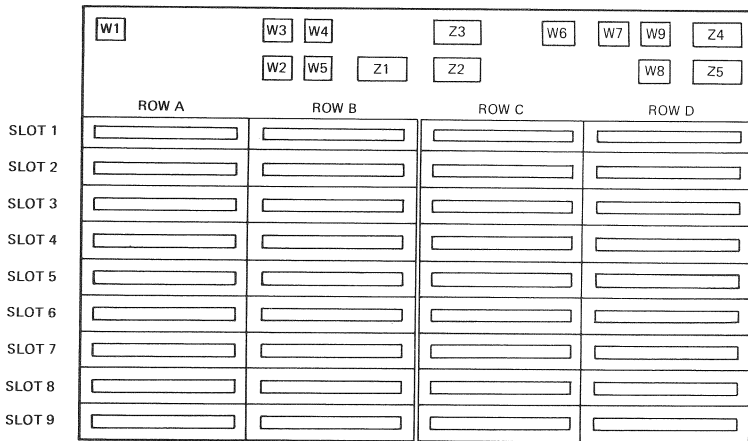 W1 W3 W4 Z3 W6 W7 W9 Z4
W2 W5 Z1 Z2 W8 Z5
ROW A ROW B ROW C ROW D
SLOT 1
SLOT 2
SLOT 3
SLOT 4
SLOT 5
SLOT 6
SLOT 7
SLOT 8
SLOT 9